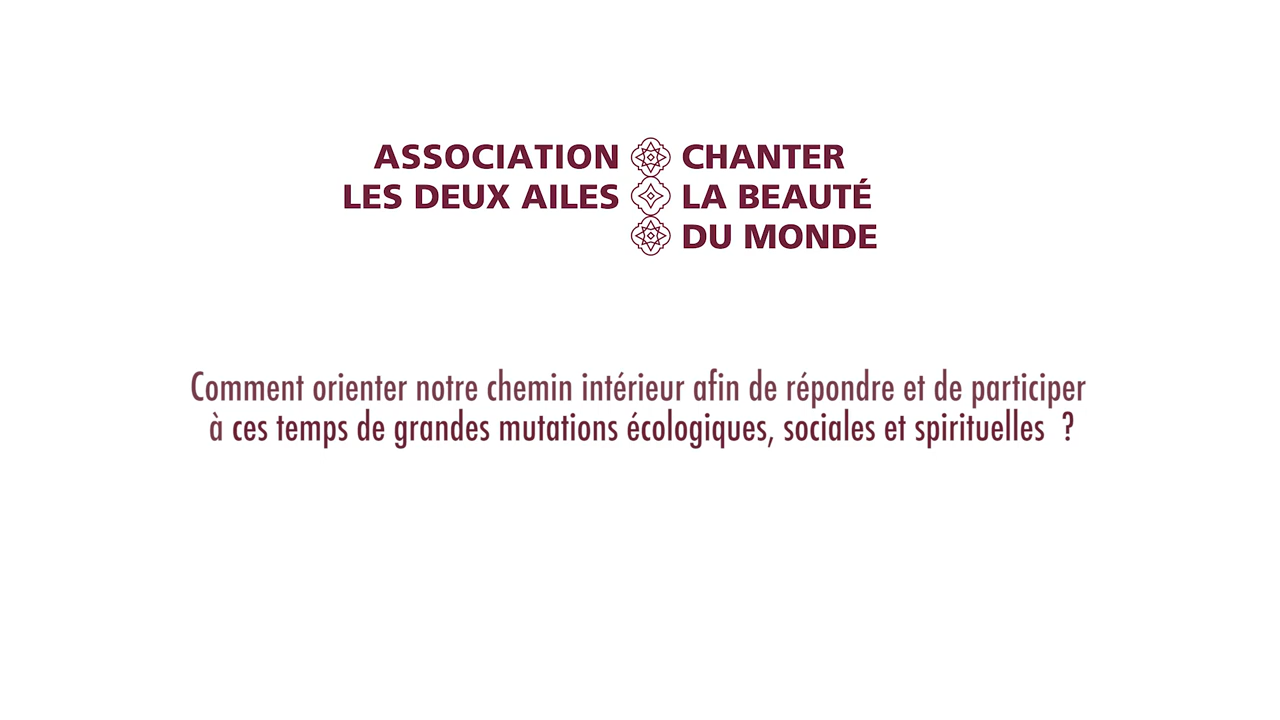 ASSOCIATION
LES DEUX AILES
CHANTER
LA BEAUTÉ
DU MONDE
Comment orienter notre chemin intérieur afin de répondre et de participer
à ces temps de grandes mutations écologiques, sociales et spirituelles  ?